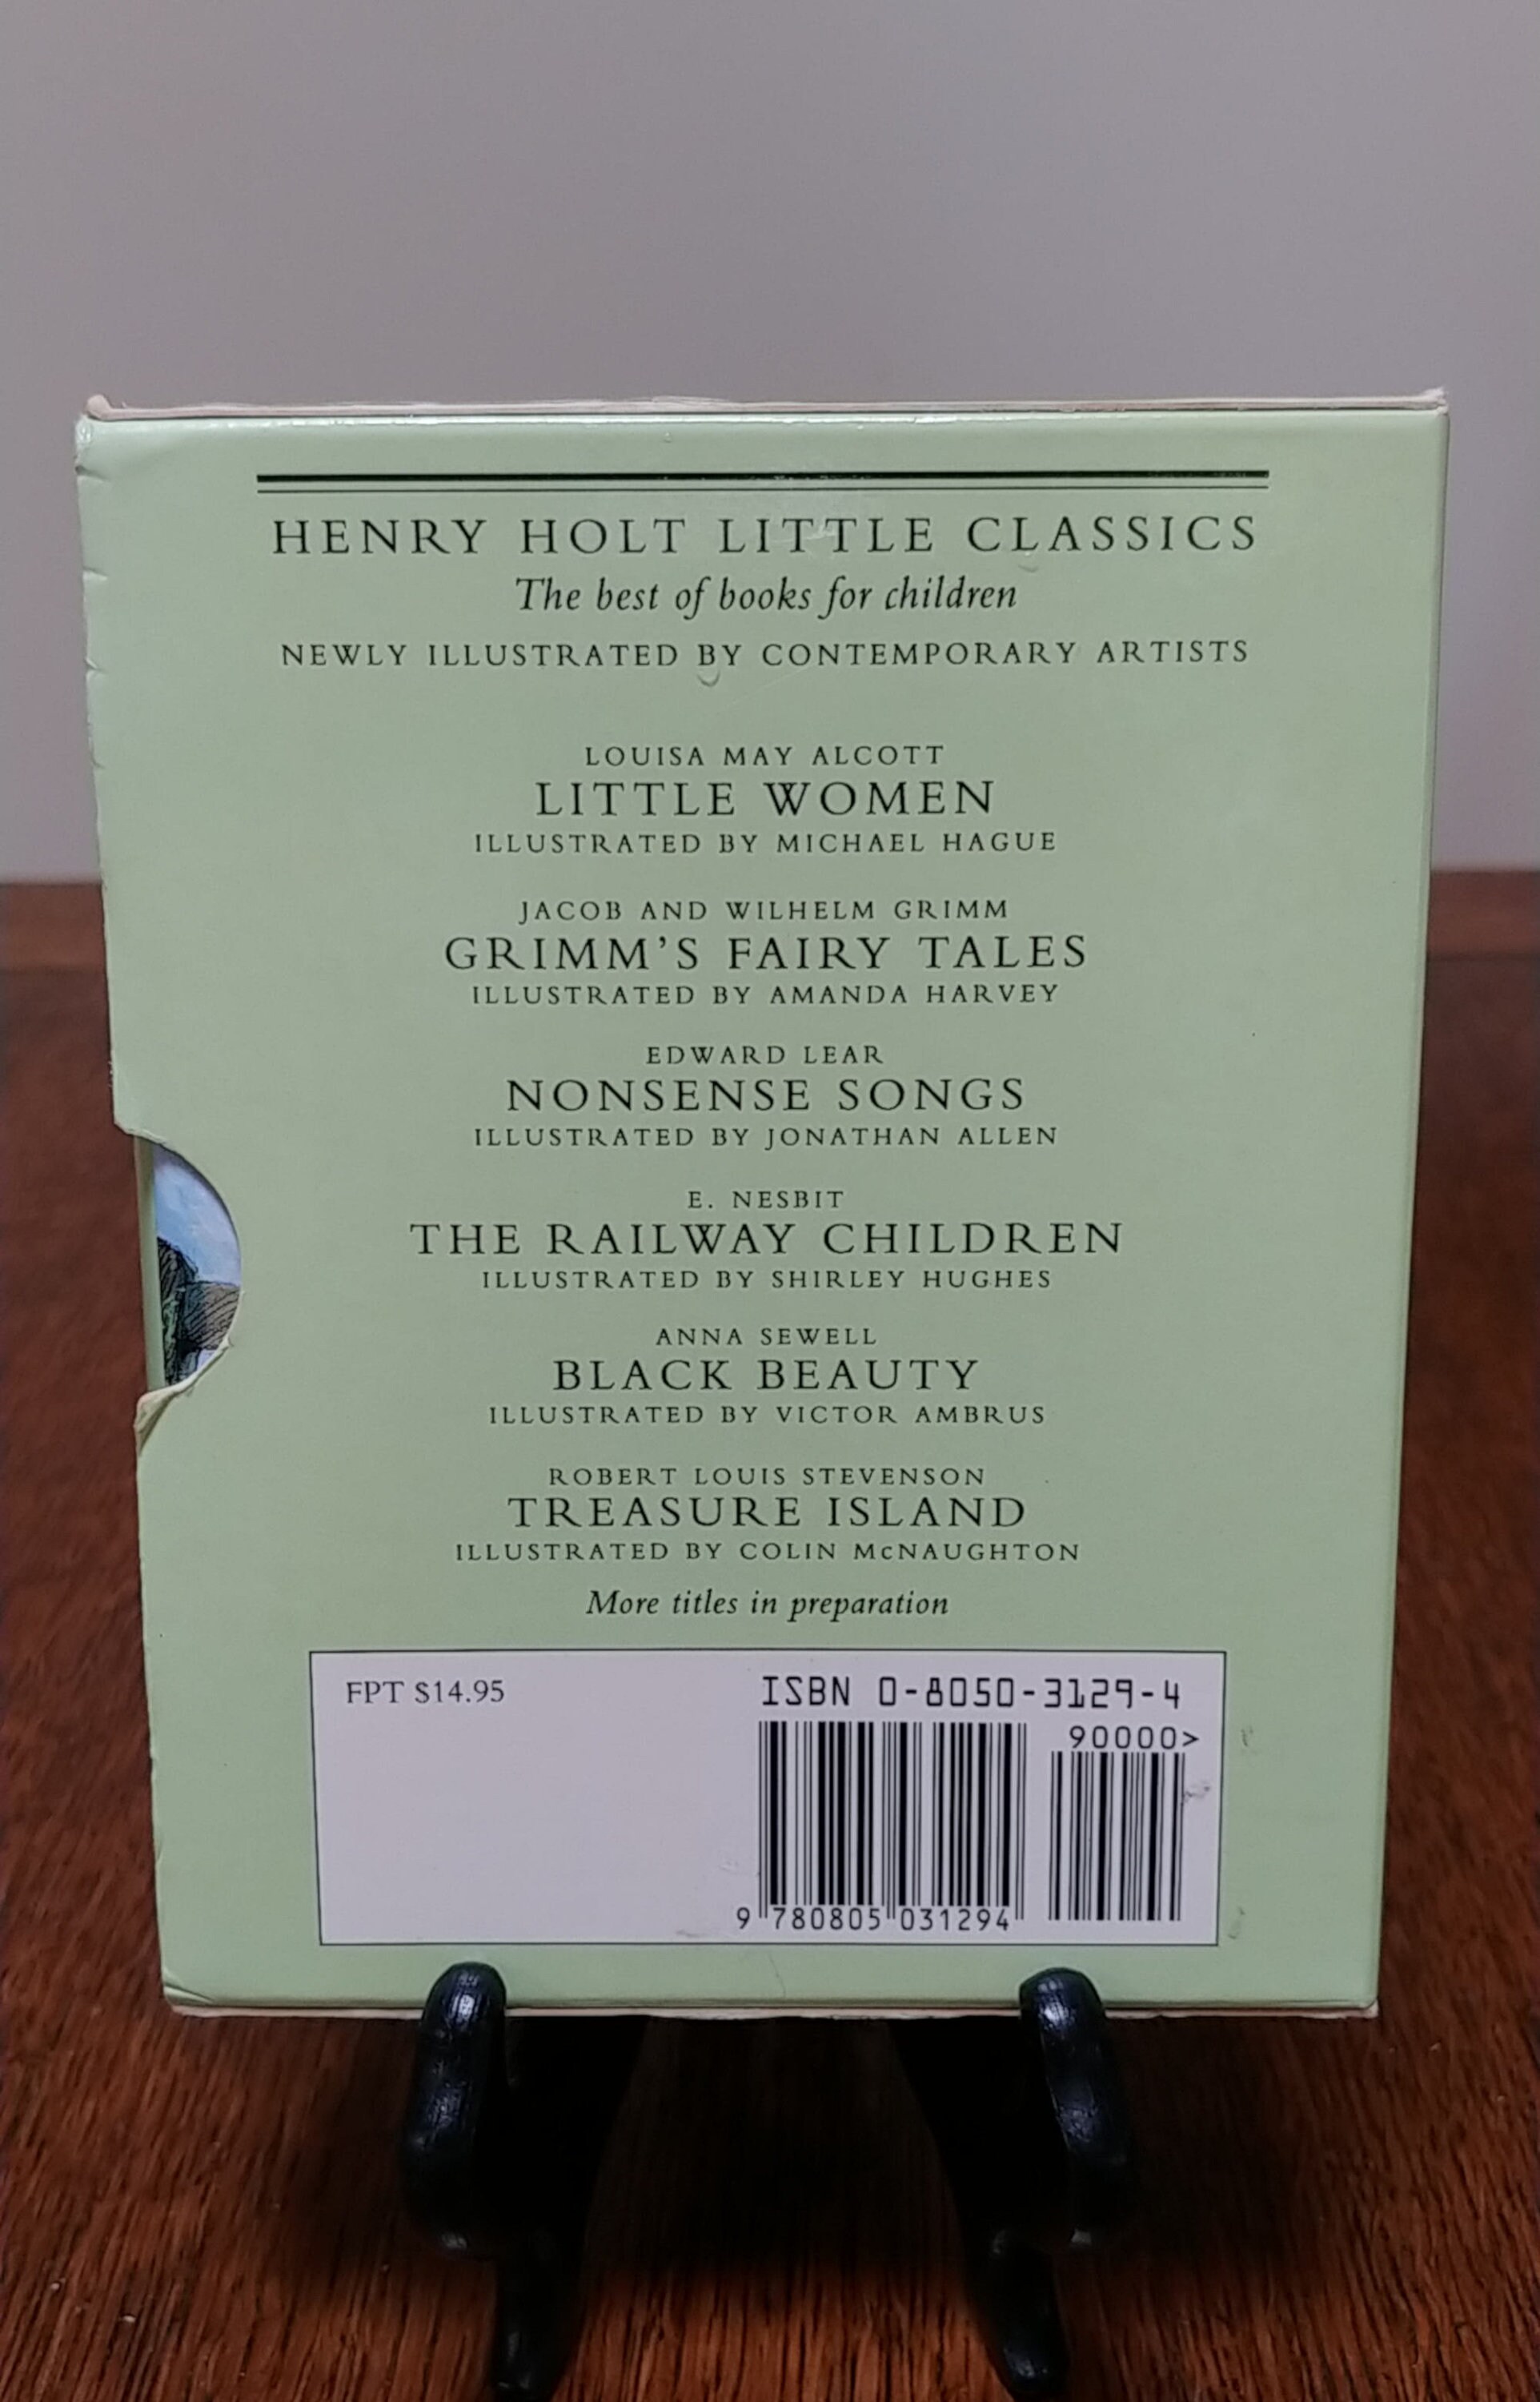 HENRY HOLT LITTLE CLASSICS
The best of books for children
NEWLY ILLUSTRATED BY CONTEMPORARY ARTISTS
LOUISA MAY ALCOTT
LITTLE WOMEN
ILLUSTRATED BY MICHAEL HAGUE
JACOB AND WILHELM GRIMM
GRIMM'S FAIRY TALES
ILLUSTRATED BY AMANDA HARVEY
EDWARD LEAR
NONSENSE SONGS
ILLUSTRATED BY JONATHAN ALLEN
E. NESBIT
THE RAILWAY CHILDREN
ILLUSTRATED BY SHIRLEY HUGHES
ANNA SEWELL
BLACK BEAUTY
ILLUSTRATED BY VICTOR AMBRUS
ROBERT LOUIS STEVENSON
TREASURE ISLAND
ILLUSTRATED BY COLIN McNAUGHTON
More titles in preparation
FPT $14.95
ISBN 0-8050-3129-4
90000>
9 780805 031294